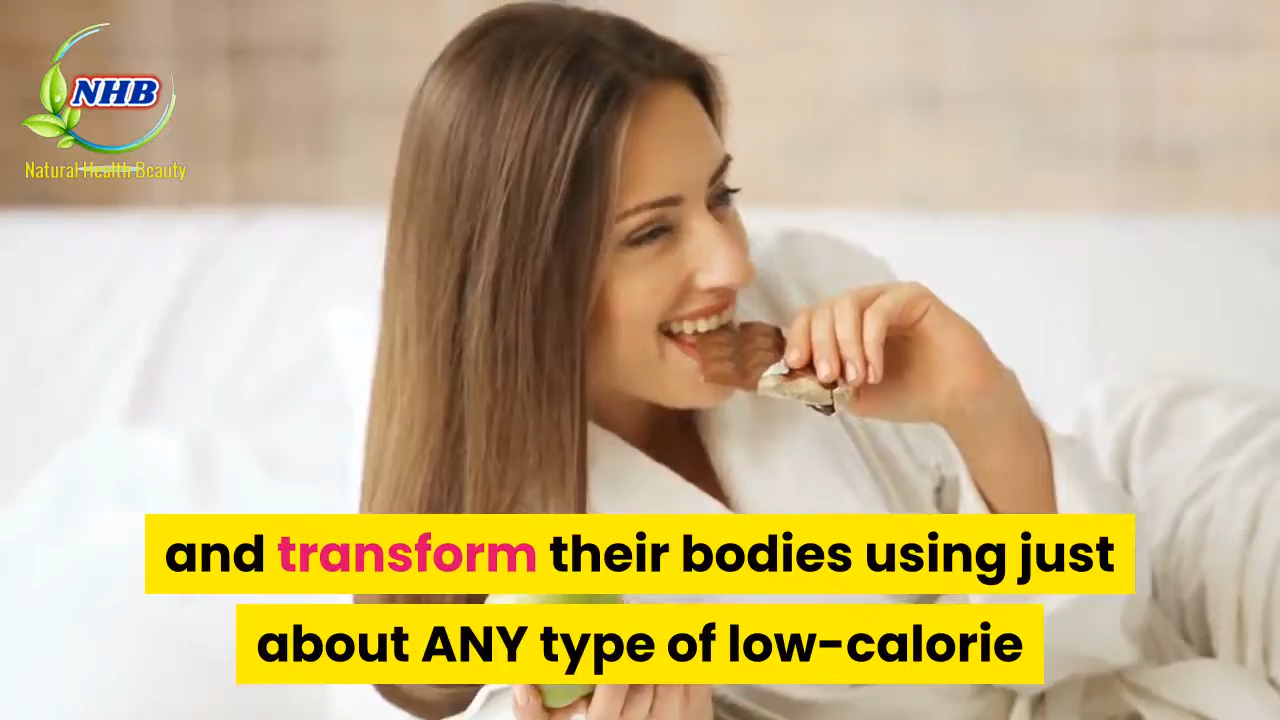 NHB
Natural Health Beauty
and transform their bodies using just
about ANY type of low-calorie